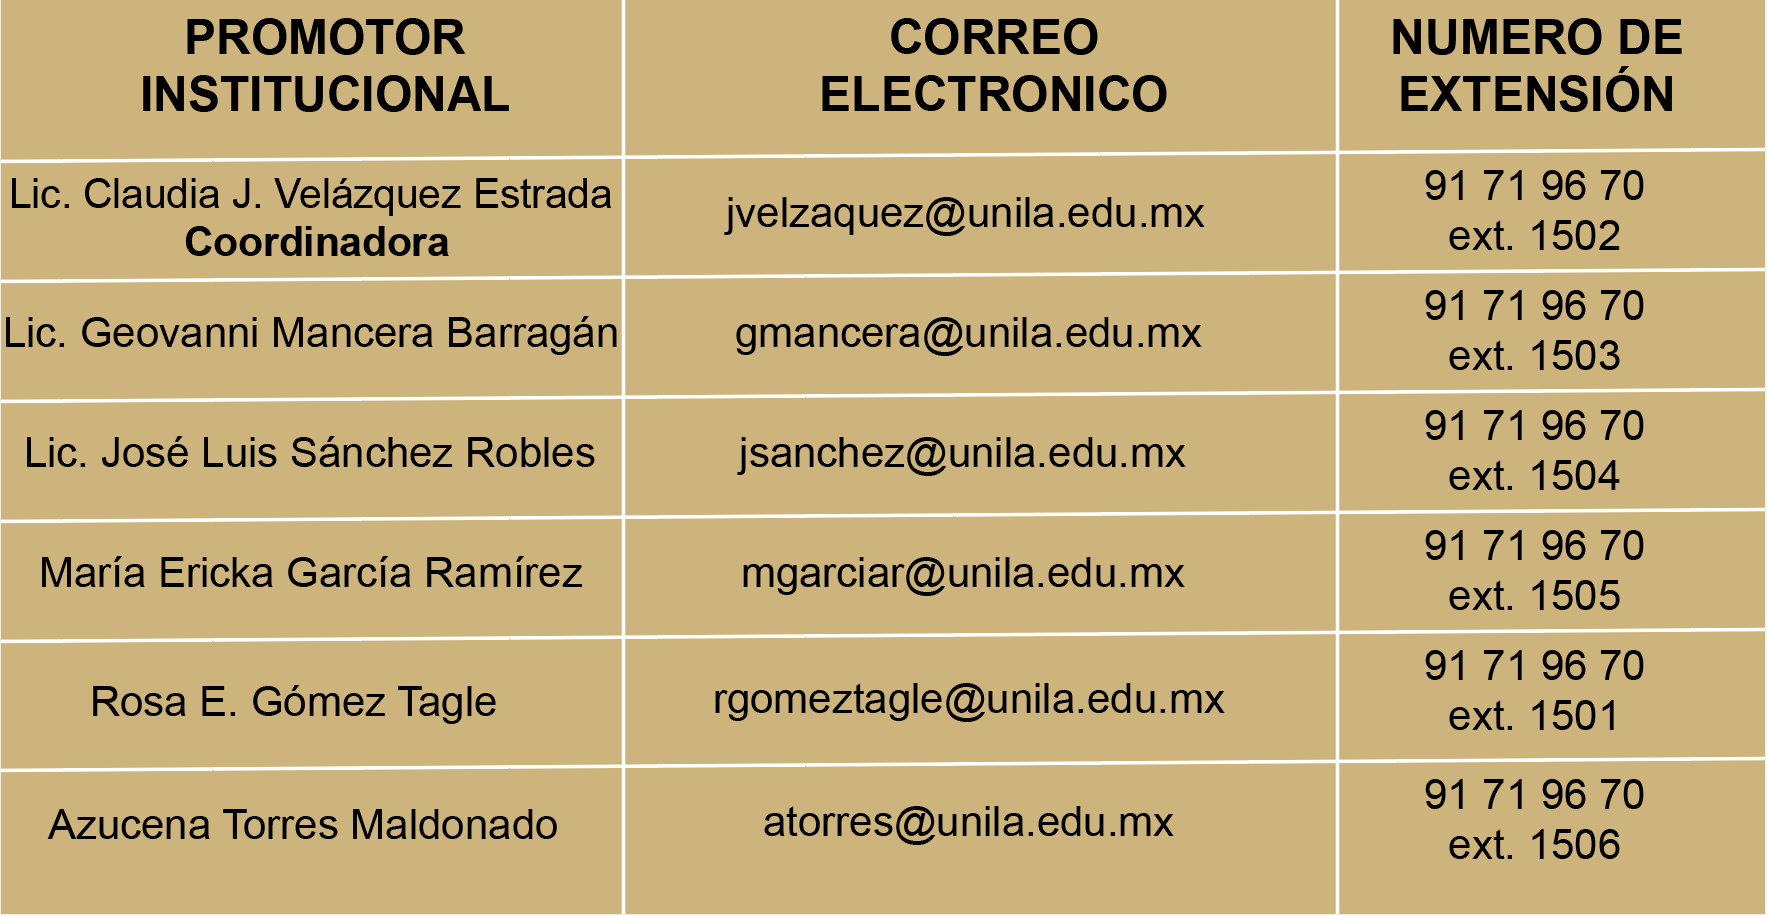 PROMOTOR
INSTITUCIONAL
CORREO
ELECTRONICO
NUMERO DE
EXTENSIÓN
Lic. Claudia J. Velázquez Estrada
Coordinadora
jvelzaquez@unila.edu.mx
91 71 96 70
ext. 1502
Lic. Geovanni Mancera Barragán
gmancera@unila.edu.mx
91 71 96 70
ext. 1503
Lic. José Luis Sánchez Robles
jsanchez@unila.edu.mx
91 71 96 70
ext. 1504
María Ericka García Ramírez
mgarciar@unila.edu.mx
91 71 96 70
ext. 1505
Rosa E. Gómez Tagle
rgomeztagle@unila.edu.mx
91 71 96 70
ext. 1501
Azucena Torres Maldonado
atorres@unila.edu.mx
91 71 96 70
ext. 1506